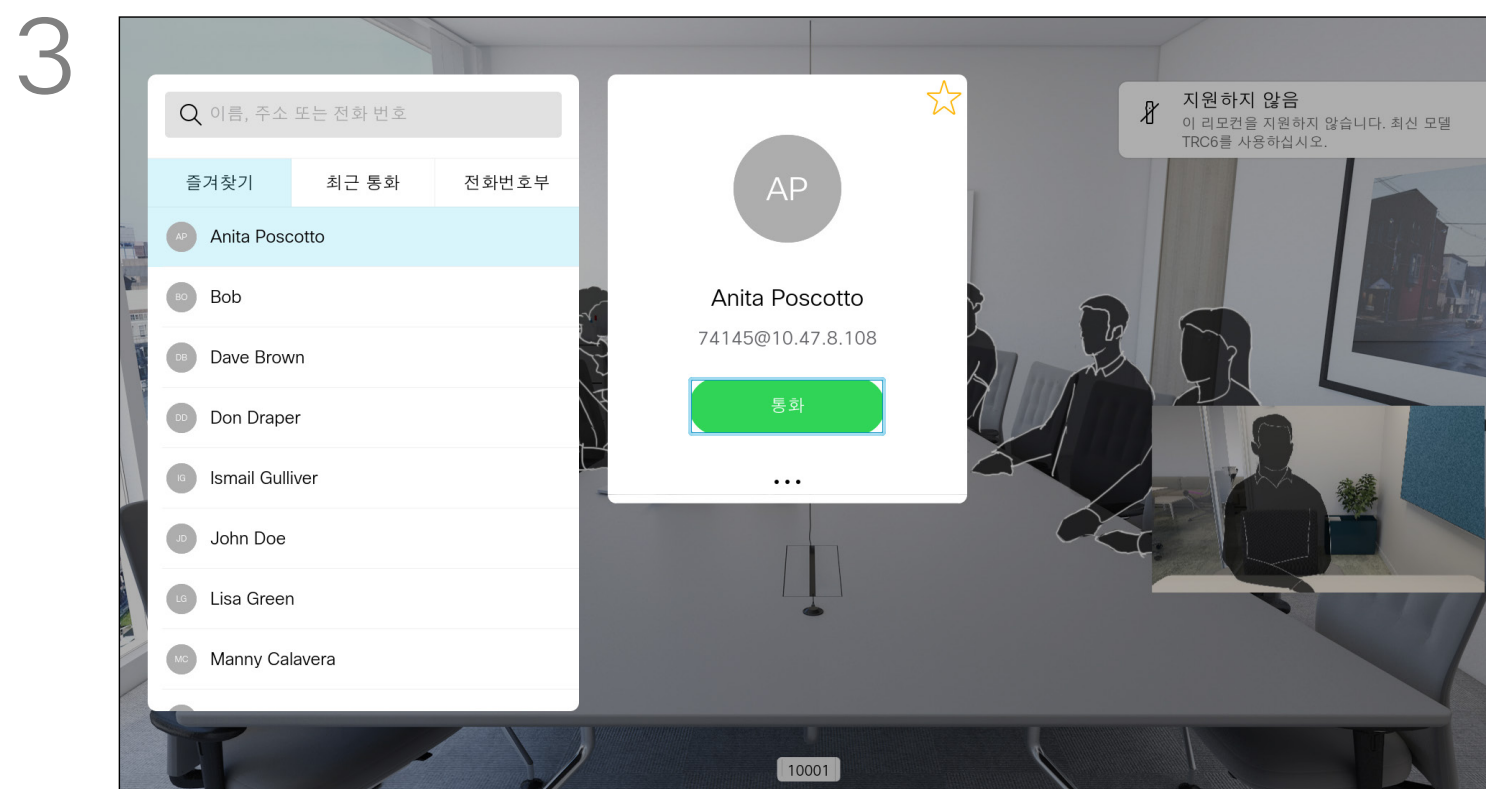 3
이름, 주소 또는 전화 번호
즐겨찾기 최근 통화 전화번호부
AP Anita Poscotto
BO Bob
DB Dave Brown
DD Don Draper
IG Ismail Gulliver
JD John Doe
LG Lisa Green
MC Manny Calavera
AP
Anita Poscotto
74145@10.47.8.108
통화
...
지원하지 않음
이 리모컨을 지원하지 않습니다. 최신 모델
TRC6를 사용하십시오.
10001